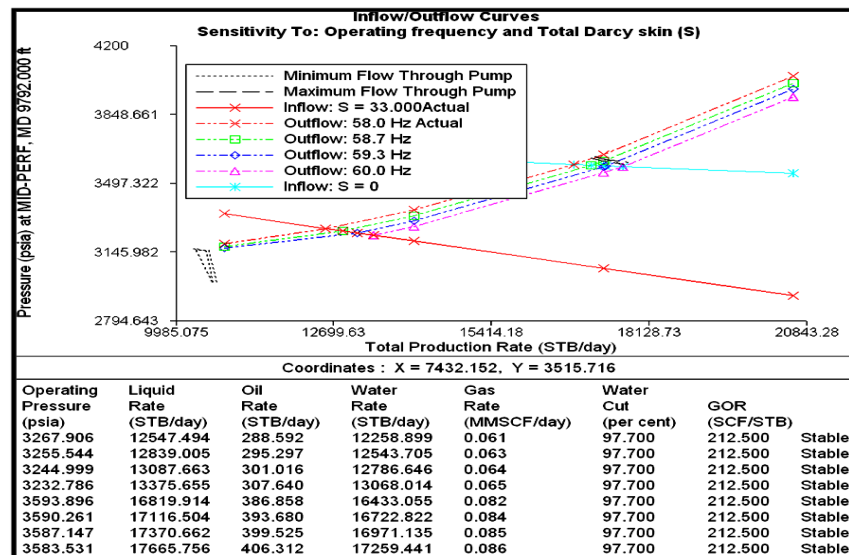 Inflow/Outflow Curves
Sensitivity To: Operating frequency and Total Darcy skin (S)
Pressure (psia) at MID-PERF, MD 9792.000 ft
4200
3848.661
3497.322
3145.982
2794.643
Minimum Flow Through Pump
Maximum Flow Through Pump
Inflow: S = 33.000Actual
Outflow: 58.0 Hz Actual
Outflow: 58.7 Hz
Outflow: 59.3 Hz
Outflow: 60.0 Hz
Inflow: S = 0
9985.075 12699.63 15414.18 18128.73 20843.28
Total Production Rate (STB/day)
Coordinates : X = 7432.152, Y = 3515.716
Operating Liquid Oil Water Gas Water
Pressure Rate Rate Rate Rate Cut GOR
(psia) (STB/day) (STB/day) (STB/day) (MMSCF/day) (per cent) (SCF/STB)
3267.906 12547.494 288.592 12258.899 0.061 97.700 212.500 Stable
3255.544 12839.005 295.297 12543.705 0.063 97.700 212.500 Stable
3244.999 13087.663 301.016 12786.646 0.064 97.700 212.500 Stable
3232.786 13375.655 307.640 13068.014 0.065 97.700 212.500 Stable
3593.896 16819.914 386.858 16433.055 0.082 97.700 212.500 Stable
3590.261 17116.504 393.680 16722.822 0.084 97.700 212.500 Stable
3587.147 17370.662 399.525 16971.135 0.085 97.700 212.500 Stable
3583.531 17665.756 406.312 17259.441 0.086 97.700 212.500 Stable